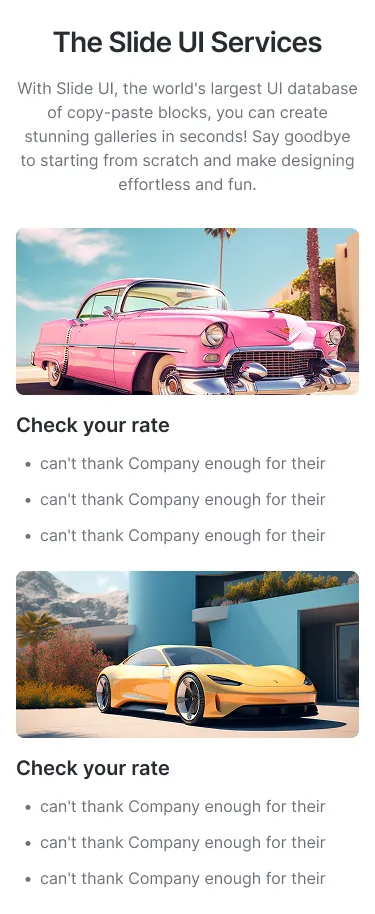 The Slide UI Services
With Slide UI, the world's largest UI database
of copy-paste blocks, you can create
stunning galleries in seconds! Say goodbye
to starting from scratch and make designing
effortless and fun.
Check your rate
• can't thank Company enough for their
• can't thank Company enough for their
• can't thank Company enough for their
Check your rate
• can't thank Company enough for their
• can't thank Company enough for their
• can't thank Company enough for their